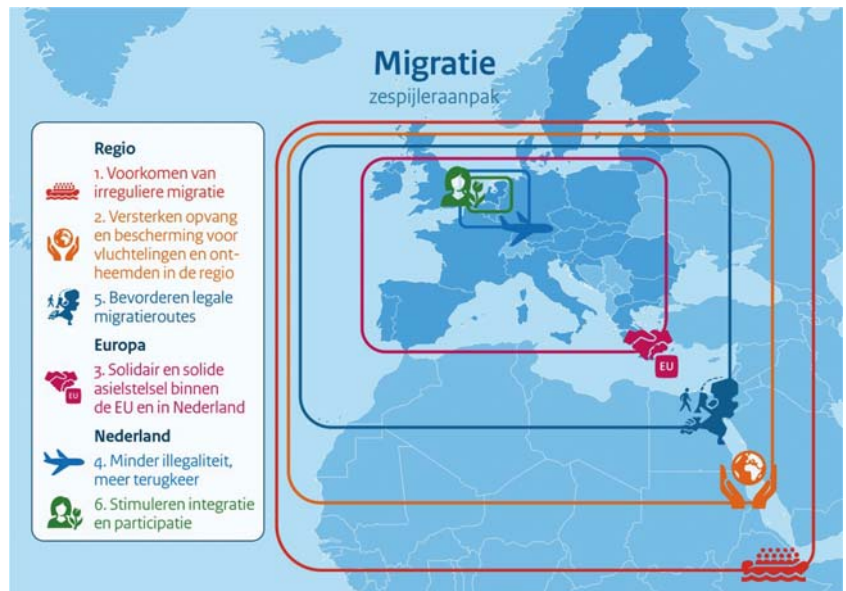 Migratie
zespijleraanpak
Regio
1. Voorkomen van
irreguliere migratie
2. Versterken opvang
en bescherming voor
vluchtelingen en ont-
heemden in de regio
5. Bevorderen legale
migratieroutes
Europa
3. Solidair en solide
asielstelsel binnen
de EU en in Nederland
EU
Nederland
4. Minder illegaliteit,
meer terugkeer
6. Stimuleren integratie
en participatie
EU